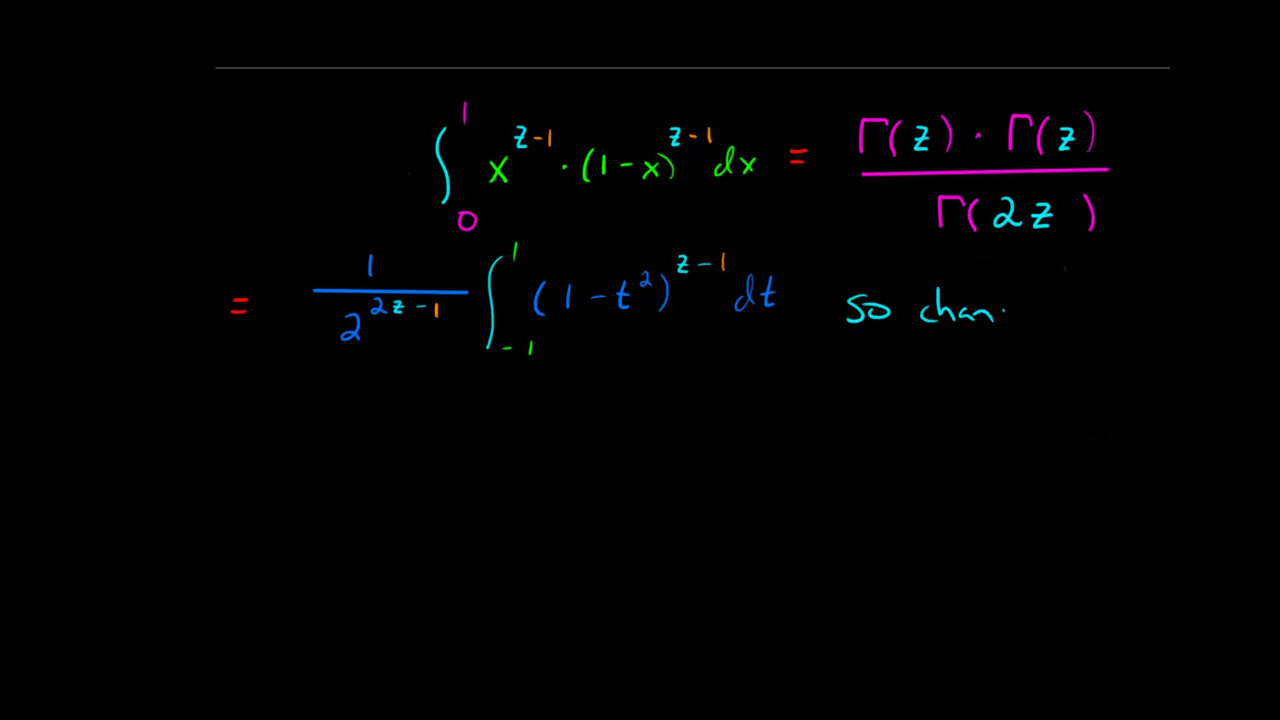 ∫₀¹ x^(z-1) · (1-x)^(z-1) dx = Γ(z) · Γ(z) / Γ(2z )
= 1 / 2^(2z-1) ∫₋₁¹ (1-t²)^(z-1) dt so chan